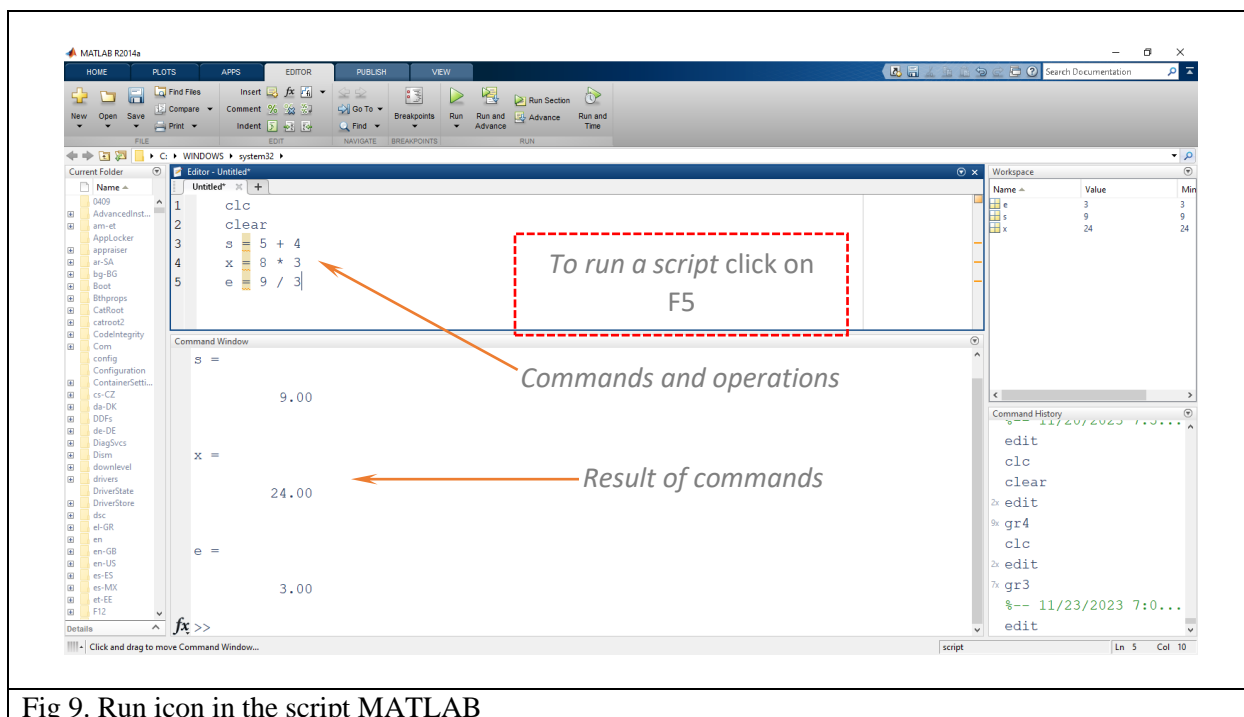 MATLAB R2014a
HOME PLOTS APPS EDITOR PUBLISH VIEW
Search Documentation
New Open Save
Find Files
Compare
Print
Insert
Comment
Indent
Go To
Find
Breakpoints
Run
Run and Advance
Run Section
Advance
Run and Time
FILE EDIT NAVIGATE BREAKPOINTS RUN
C: WINDOWS system32
Current Folder
Name
0409
AdvancedInst...
am-et
AppLocker
appraiser
ar-SA
bg-BG
Boot
Bthprops
CatRoot
catroot2
CodeIntegrity
Com
config
Configuration
ContainerSetti...
cs-CZ
da-DK
DDFs
de-DE
DiagSvcs
Dism
downlevel
drivers
DriverState
DriverStore
dsc
el-GR
en
en-GB
en-US
es-ES
es-MX
et-EE
F12
Details
Editor - Untitled*
Untitled*
1 clc
2 clear
3 s = 5 + 4
4 x = 8 * 3
5 e = 9 / 3
To run a script click on
F5
Command Window
s =
9.00
x =
24.00
e =
3.00
fx >>
Commands and operations
Result of commands
Workspace
Name Value Min
e 3 3
s 9 9
x 24 24
Command History
edit
clc
clear
2x edit
9x gr4
clc
2x edit
7x gr3
%-- 11/23/2023 7:0...
edit
Click and drag to move Command Window...
script
Ln 5 Col 10
Fig 9. Run icon in the script MATLAB